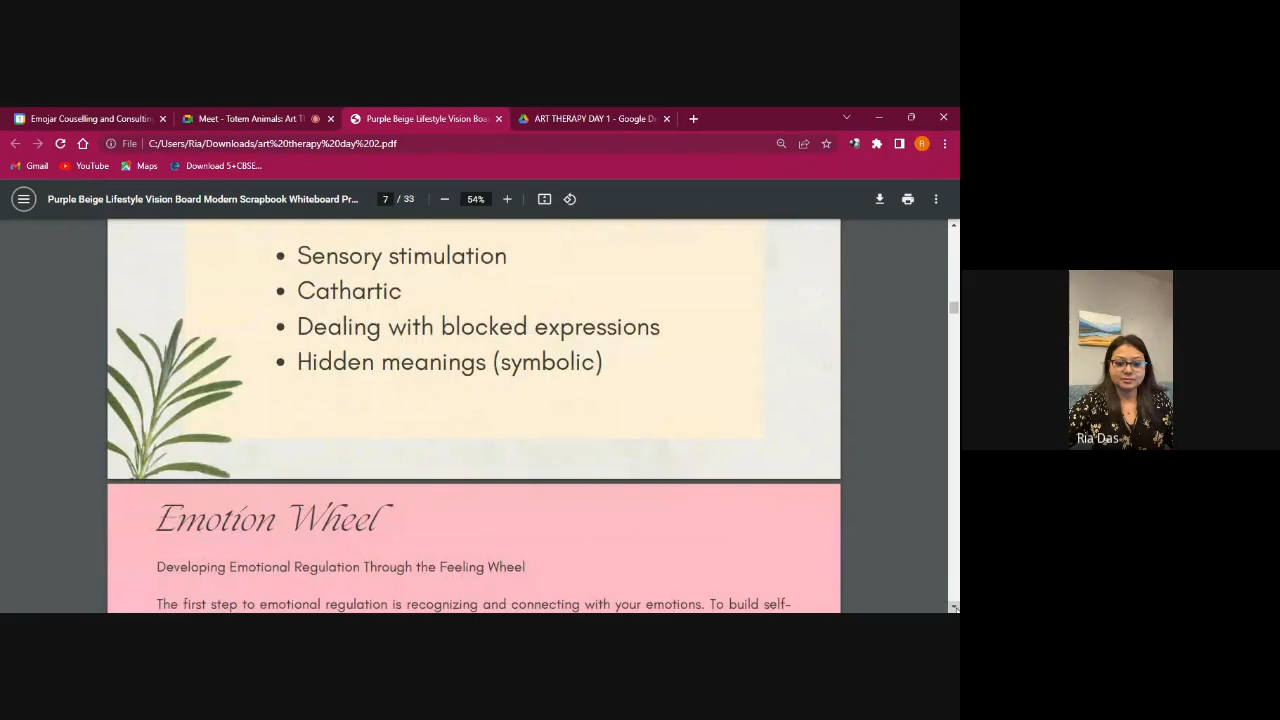 Emojar Couselling and Consultin
Meet - Totem Animals: Art Th
Purple Beige Lifestyle Vision Boa
ART THERAPY DAY 1 - Google D
File
C:/Users/Ria/Downloads/art%20therapy%20day%202.pdf
Gmail
YouTube
Maps
Download 5+CBSE...
Purple Beige Lifestyle Vision Board Modern Scrapbook Whiteboard Pr...
7 / 33
54%
• Sensory stimulation
• Cathartic
• Dealing with blocked expressions
• Hidden meanings (symbolic)
Ria Das
Emotion Wheel
Developing Emotional Regulation Through the Feeling Wheel
The first step to emotional regulation is recognizing and connecting with your emotions. To build self-